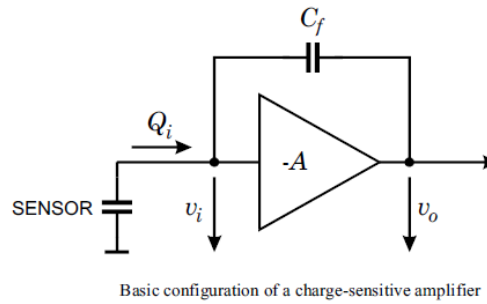 C_f
Q_i
-A
SENSOR
v_i
v_o
Basic configuration of a charge-sensitive amplifier